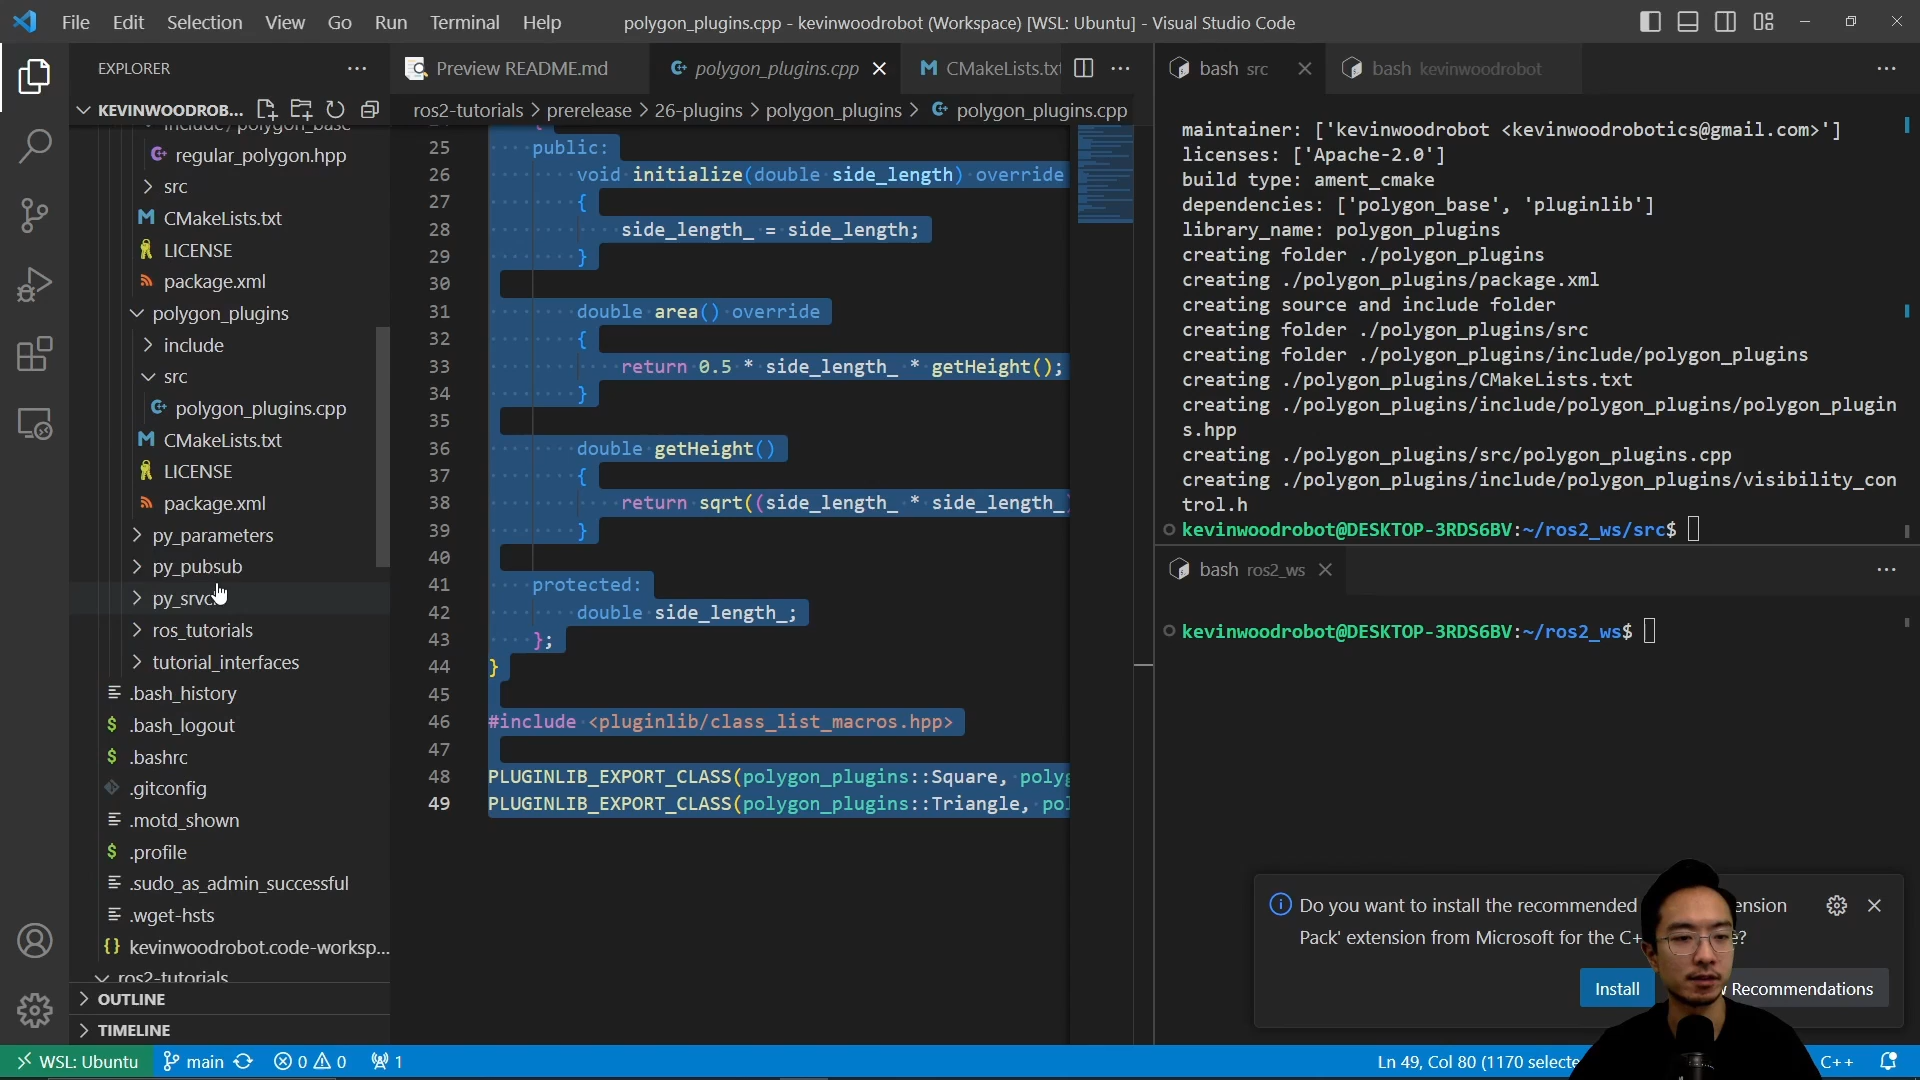 File Edit Selection View Go Run Terminal Help
polygon_plugins.cpp - kevinwoodrobot (Workspace) [WSL: Ubuntu] - Visual Studio Code
EXPLORER
KEVINWOODROB...
include / polygon_base
regular_polygon.hpp
src
CMakeLists.txt
LICENSE
package.xml
polygon_plugins
include
src
polygon_plugins.cpp
CMakeLists.txt
LICENSE
package.xml
py_parameters
py_pubsub
py_srvcl
ros_tutorials
tutorial_interfaces
.bash_history
.bash_logout
.bashrc
.gitconfig
.motd_shown
.profile
.sudo_as_admin_successful
.wget-hsts
kevinwoodrobot.code-worksp...
ros2-tutorials
OUTLINE
TIMELINE
Preview README.md
polygon_plugins.cpp
CMakeLists.txt
ros2-tutorials > prerelease > 26-plugins > polygon_plugins > polygon_plugins.cpp
24 {
25 public:
26 void initialize(double side_length) override
27 {
28 side_length_ = side_length;
29 }
30
31 double area() override
32 {
33 return 0.5 * side_length_ * getHeight();
34 }
35
36 double getHeight()
37 {
38 return sqrt((side_length_ * side_length_)
39 }
40
41 protected:
42 double side_length_;
43 };
44 }
45
46 #include <pluginlib/class_list_macros.hpp>
47
48 PLUGINLIB_EXPORT_CLASS(polygon_plugins::Square, polyg
49 PLUGINLIB_EXPORT_CLASS(polygon_plugins::Triangle, pol
bash src
bash kevinwoodrobot
maintainer: ['kevinwoodrobot <kevinwoodrobotics@gmail.com>']
licenses: ['Apache-2.0']
build type: ament_cmake
dependencies: ['polygon_base', 'pluginlib']
library_name: polygon_plugins
creating folder ./polygon_plugins
creating ./polygon_plugins/package.xml
creating source and include folder
creating folder ./polygon_plugins/src
creating folder ./polygon_plugins/include/polygon_plugins
creating ./polygon_plugins/CMakeLists.txt
creating ./polygon_plugins/include/polygon_plugins/polygon_plugin
s.hpp
creating ./polygon_plugins/src/polygon_plugins.cpp
creating ./polygon_plugins/include/polygon_plugins/visibility_con
trol.h
kevinwoodrobot@DESKTOP-3RDS6BV:~/ros2_ws/src$
bash ros2_ws
kevinwoodrobot@DESKTOP-3RDS6BV:~/ros2_ws$
Do you want to install the recommended ension
Pack' extension from Microsoft for the C+ e?
Install
Recommendations
WSL: Ubuntu main 0 0 1
Ln 49, Col 80 (1170 selecte
C++